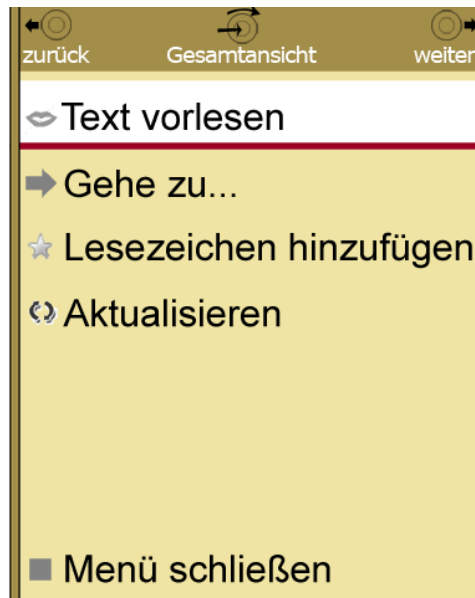 zurück Gesamtansicht weiter
Text vorlesen
Gehe zu...
Lesezeichen hinzufügen
Aktualisieren
Menü schließen